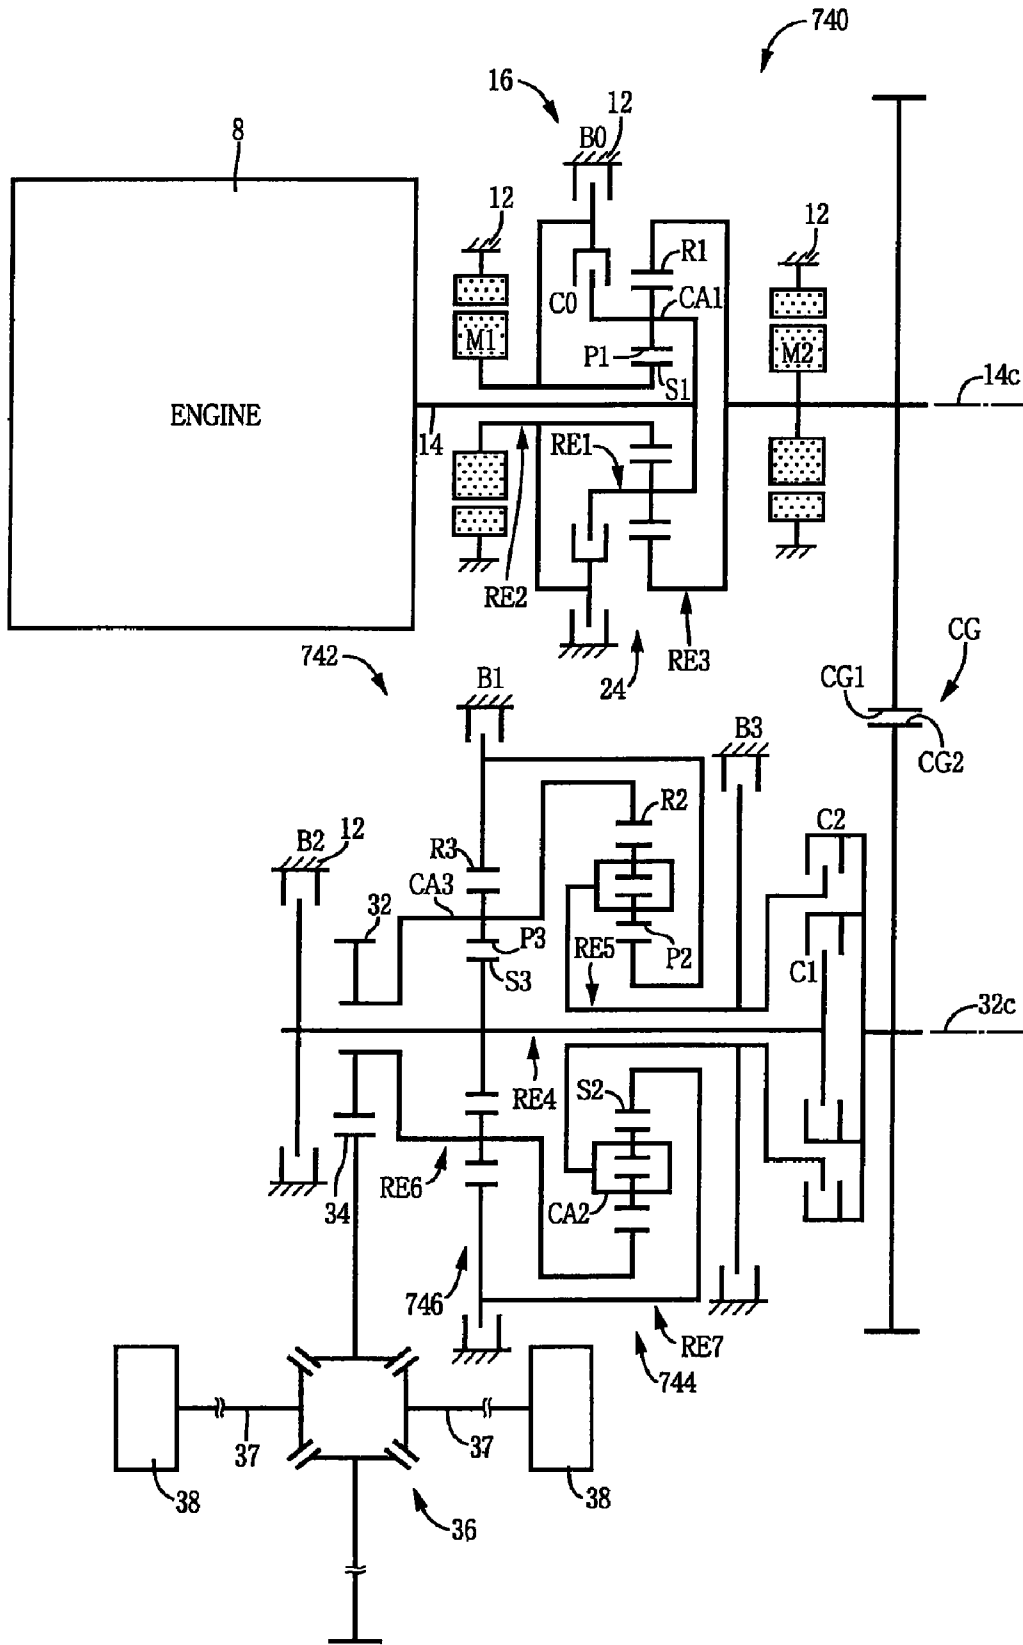 740
16
12
B0
8
12
12
R1
C0
CA1
M1
P1
M2
S1
14c
ENGINE
14
RE1
RE2
RE3
24
CG
742
B1
CG1
B3
CG2
R2
C2
B2
12
R3
CA3
32
P3
P2
RE5
S3
C1
32c
RE4
S2
RE6
34
CA2
746
RE7
744
37
37
38
38
36